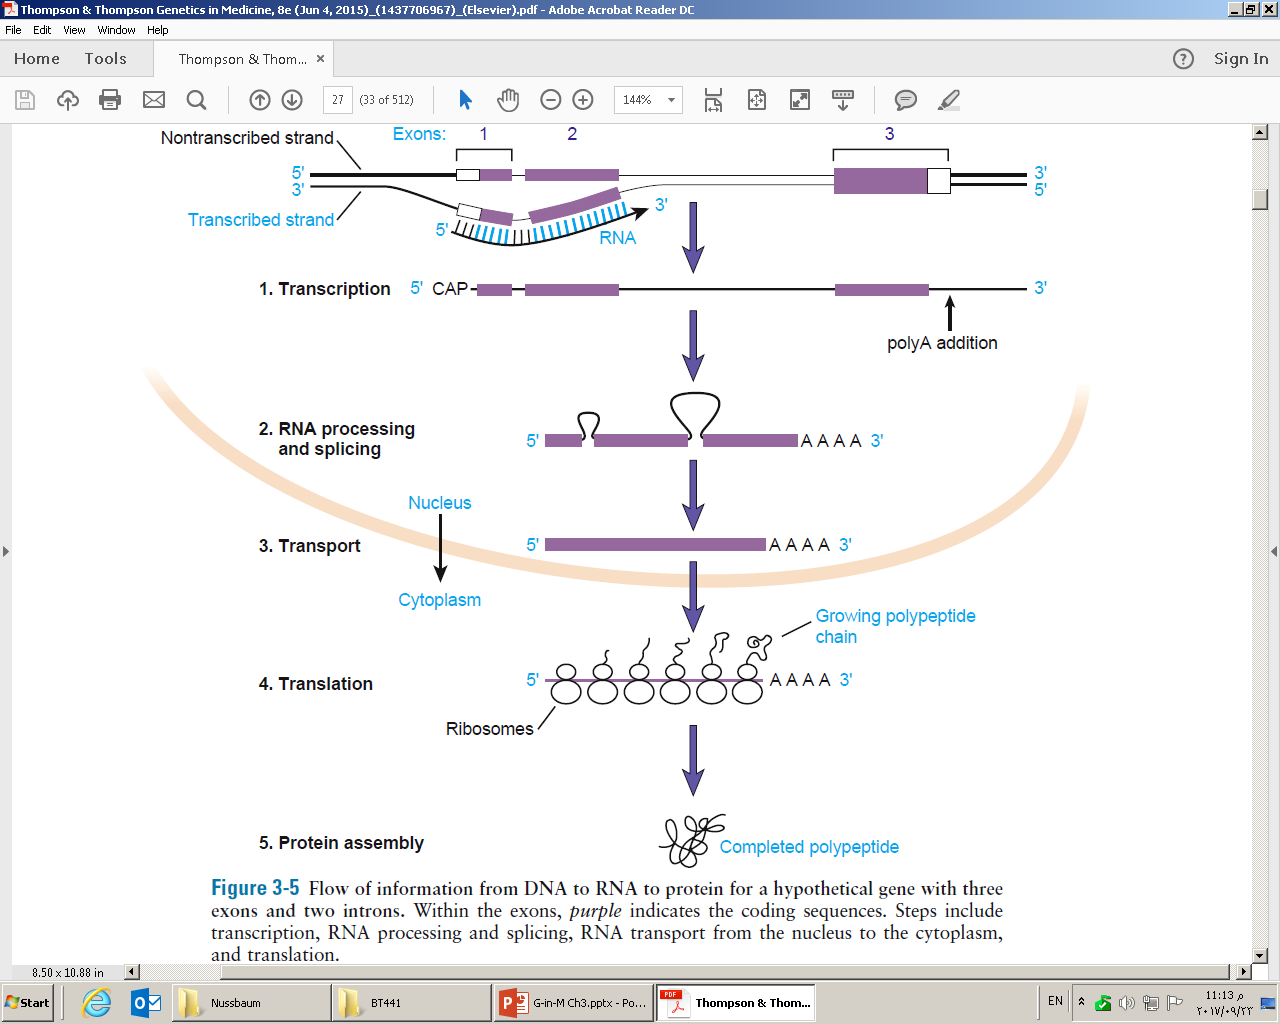 Thompson & Thompson Genetics in Medicine, 8e (Jun 4, 2015)_(1437706967)_(Elsevier).pdf - Adobe Acrobat Reader DC
File Edit View Window Help
Home Tools Thompson & Thom... × ? Sign In
27 (33 of 512) 144%
Nontranscribed strand
Exons: 1 2 3
5' 3'
3' 5'
Transcribed strand
5' 3'
RNA
1. Transcription 5' CAP 3'
polyA addition
2. RNA processing
and splicing
5' A A A A 3'
Nucleus
3. Transport 5' A A A A 3'
Cytoplasm
Growing polypeptide
chain
4. Translation 5' A A A A 3'
Ribosomes
5. Protein assembly
Completed polypeptide
Figure 3-5 Flow of information from DNA to RNA to protein for a hypothetical gene with three
exons and two introns. Within the exons, purple indicates the coding sequences. Steps include
transcription, RNA processing and splicing, RNA transport from the nucleus to the cytoplasm,
and translation.
8.50 x 10.88 in
Start Nussbaum BT441 G-in-M Ch3.pptx - Po... Thompson & Thom... EN 11:13 م
٢٠١٧/٠٩/٢٣